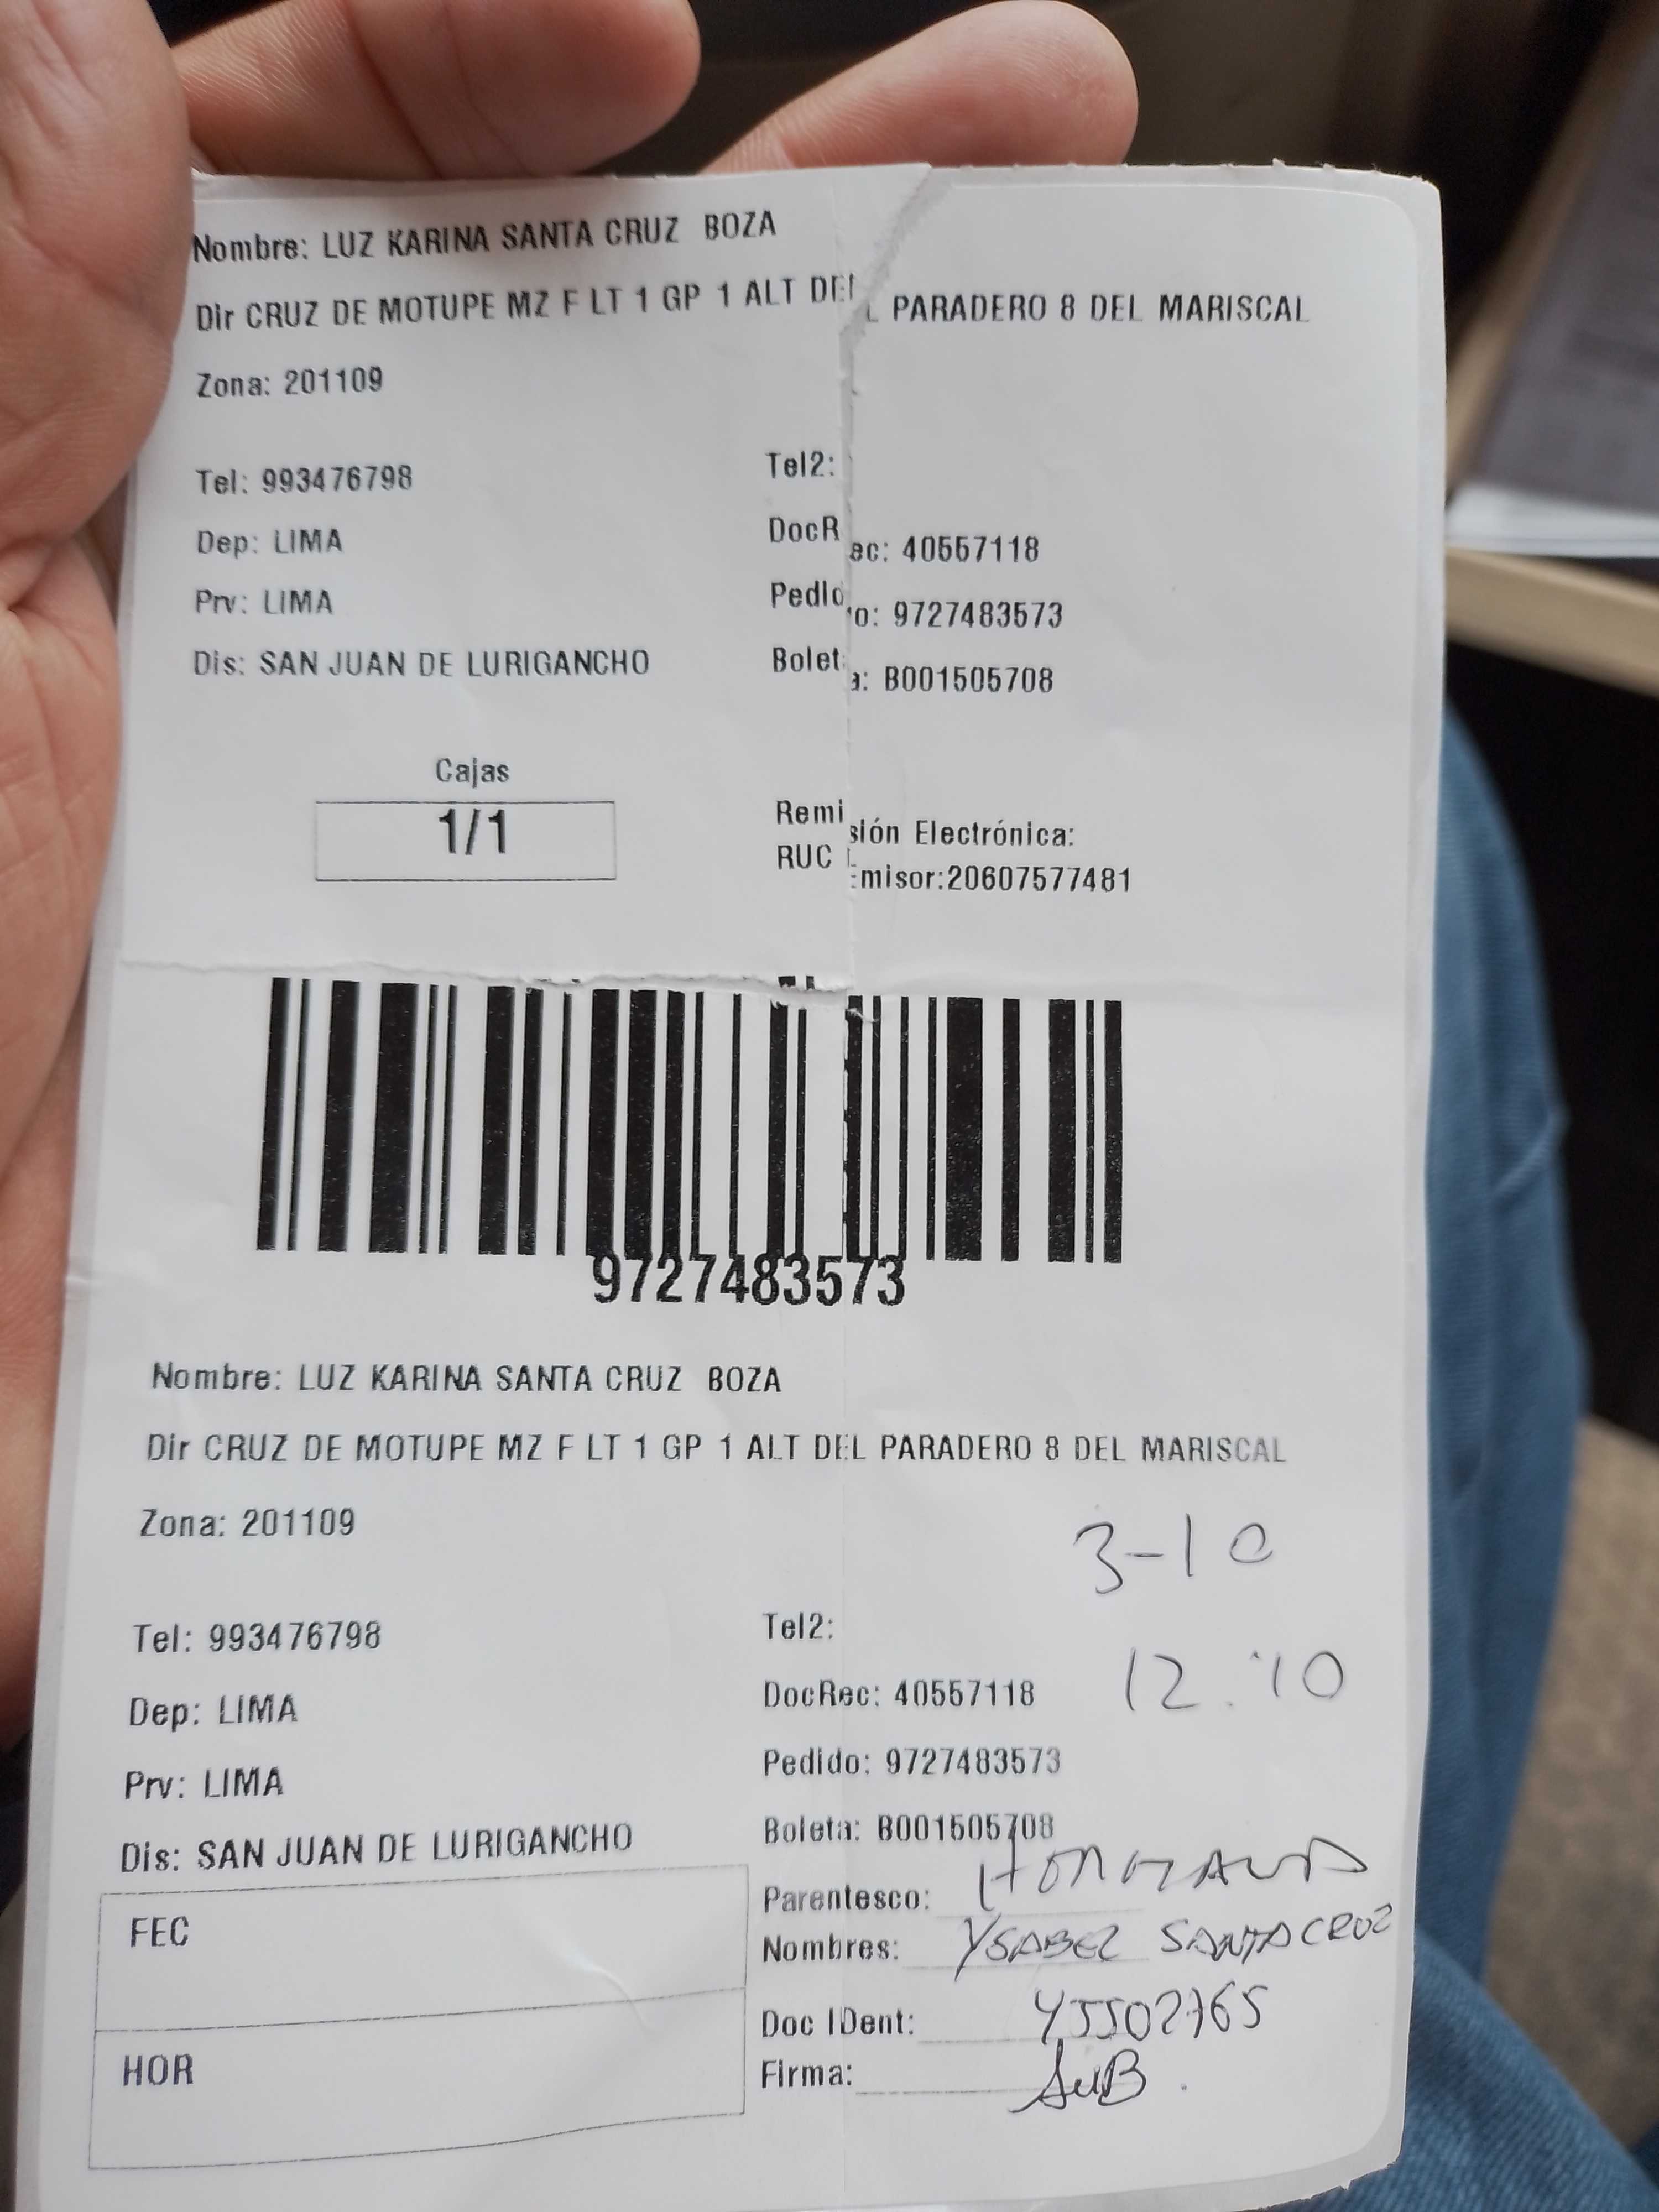 Nombre: LUZ KARINA SANTA CRUZ BOZA
Dir CRUZ DE MOTUPE MZ F LT 1 GP 1 ALT DEL PARADERO 8 DEL MARISCAL
Zona: 201109
Tel: 993476798
Tel2:
Dep: LIMA
DocRec: 40557118
Prv: LIMA
Pedido: 9727483573
Dis: SAN JUAN DE LURIGANCHO
Boleta: B001505708
Cajas
1/1
Remisión Electrónica:
RUC Emisor:20607577481
9727483573
Nombre: LUZ KARINA SANTA CRUZ BOZA
Dir CRUZ DE MOTUPE MZ F LT 1 GP 1 ALT DEL PARADERO 8 DEL MARISCAL
Zona: 201109
3-10
Tel: 993476798
Tel2:
Dep: LIMA
DocRec: 40557118
12:10
Prv: LIMA
Pedido: 9727483573
Dis: SAN JUAN DE LURIGANCHO
Boleta: B001505708
FEC
HOR
Parentesco:
Nombres: YSABEL SANTACRUZ
Doc IDent: 45502765
Firma: